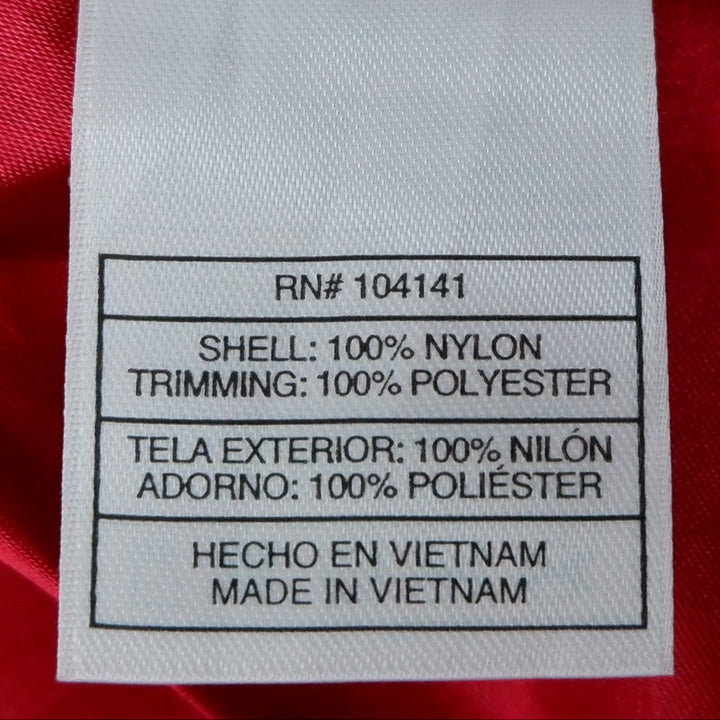 RN# 104141
SHELL: 100% NYLON
TRIMMING: 100% POLYESTER
TELA EXTERIOR: 100% NILÓN
ADORNO: 100% POLIÉSTER
HECHO EN VIETNAM
MADE IN VIETNAM